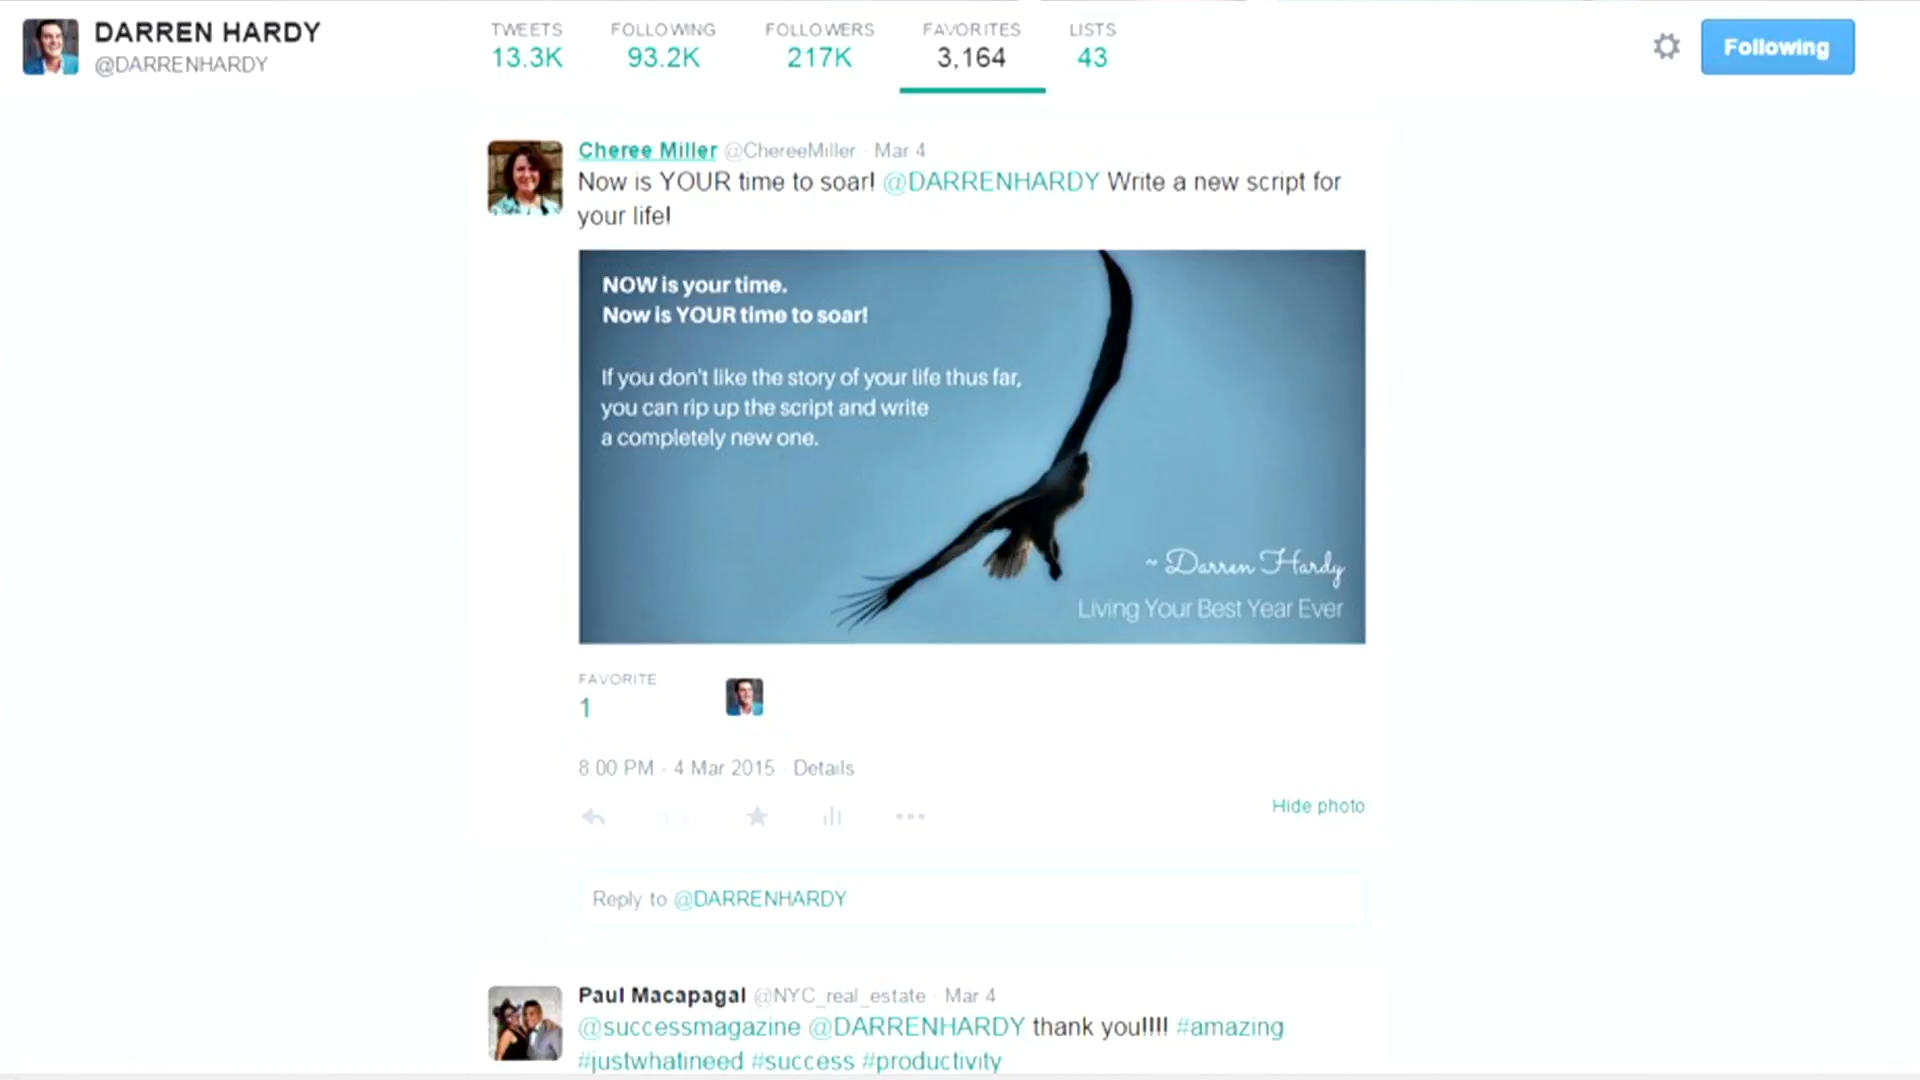 DARREN HARDY
@DARRENHARDY
TWEETS
13.3K
FOLLOWING
93.2K
FOLLOWERS
217K
FAVORITES
3,164
LISTS
43
Following
Cheree Miller @ChereeMiller · Mar 4
Now is YOUR time to soar! @DARRENHARDY Write a new script for
your life!
NOW is your time.
Now is YOUR time to soar!
If you don't like the story of your life thus far,
you can rip up the script and write
a completely new one.
~ Darren Hardy
Living Your Best Year Ever
FAVORITE
1
8:00 PM - 4 Mar 2015 · Details
Hide photo
Reply to @DARRENHARDY
Paul Macapagal @NYC_real_estate · Mar 4
@successmagazine @DARRENHARDY thank you!!!! #amazing
#justwhatineed #success #productivity